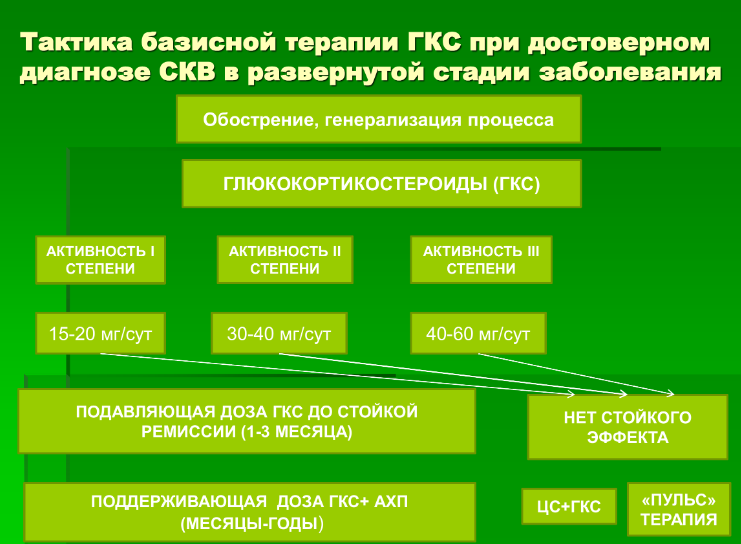 Тактика базисной терапии ГКС при достоверном
диагнозе СКВ в развернутой стадии заболевания
Обострение, генерализация процесса
ГЛЮКОКОРТИКОСТЕРОИДЫ (ГКС)
АКТИВНОСТЬ I
СТЕПЕНИ
АКТИВНОСТЬ II
СТЕПЕНИ
АКТИВНОСТЬ III
СТЕПЕНИ
15-20 мг/сут
30-40 мг/сут
40-60 мг/сут
ПОДАВЛЯЮЩАЯ ДОЗА ГКС ДО СТОЙКОЙ
РЕМИССИИ (1-3 МЕСЯЦА)
НЕТ СТОЙКОГО
ЭФФЕКТА
ПОДДЕРЖИВАЮЩАЯ ДОЗА ГКС+ АХП
(МЕСЯЦЫ-ГОДЫ)
ЦС+ГКС
«ПУЛЬС»
ТЕРАПИЯ